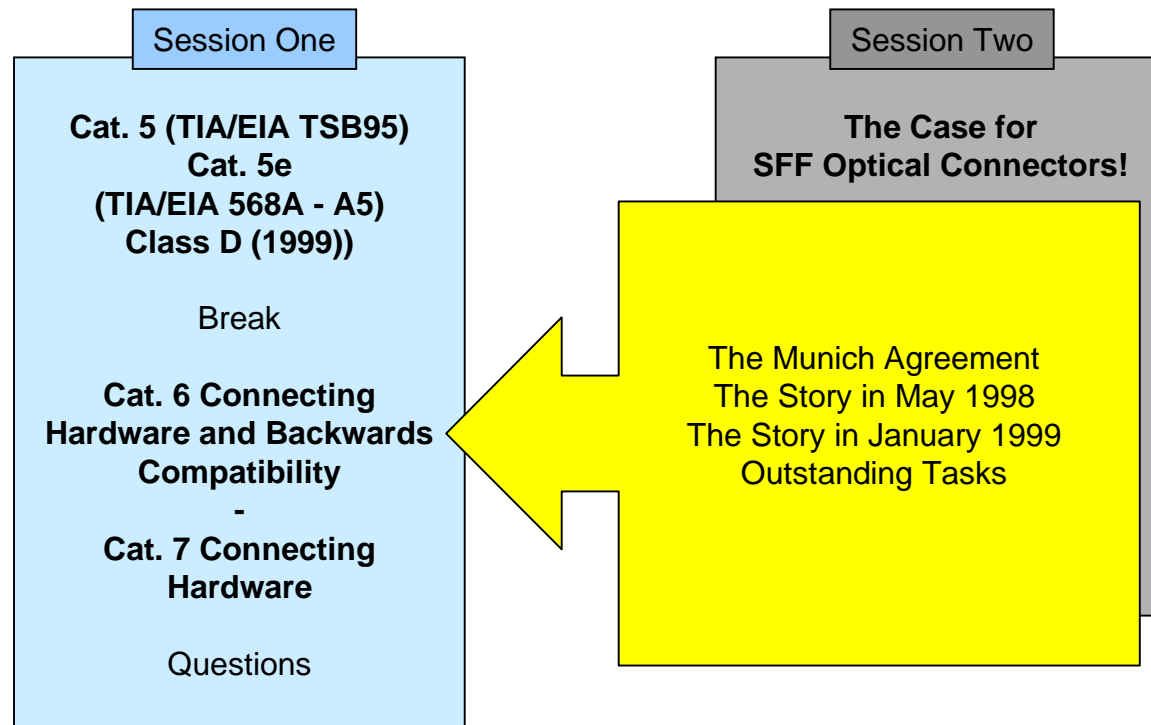 Session One
Cat. 5 (TIA/EIA TSB95)
Cat. 5e
(TIA/EIA 568A - A5)
Class D (1999))
Break
Cat. 6 Connecting
Hardware and Backwards
Compatibility
-
Cat. 7 Connecting
Hardware
Questions
Session Two
The Case for
SFF Optical Connectors!
The Munich Agreement
The Story in May 1998
The Story in January 1999
Outstanding Tasks